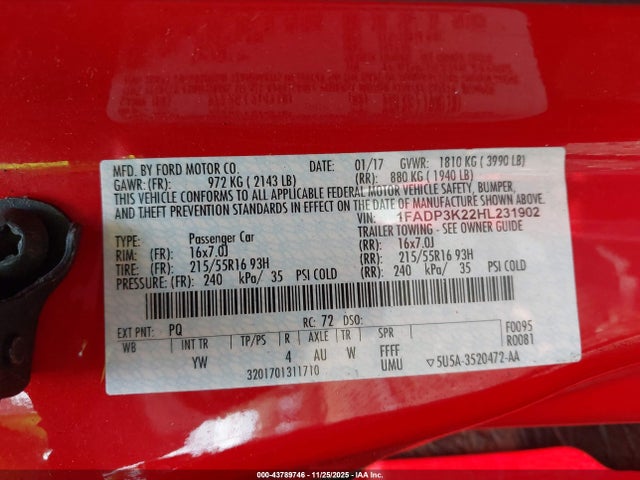 MFD. BY FORD MOTOR CO. DATE: 01/17 GVWR: 1810 KG ( 3990 LB)
GAWR: (FR): 972 KG ( 2143 LB) (RR): 880 KG ( 1940 LB)
THIS VEHICLE CONFORMS TO ALL APPLICABLE FEDERAL MOTOR VEHICLE SAFETY, BUMPER,
AND THEFT PREVENTION STANDARDS IN EFFECT ON THE DATE OF MANUFACTURE SHOWN ABOVE.
VIN: 1FADP3K22HL231902
TYPE: Passenger Car TRAILER TOWING - SEE OWNER GUIDE
RIM: (FR) 16x7.0J (RR) 16x7.0J
TIRE: (FR) 215/55R16 93H (RR) 215/55R16 93H
PRESSURE: (FR) 240 kPa/ 35 PSI COLD (RR) 240 kPa/ 35 PSI COLD
EXT PNT: PQ RC: 72 DSO: F0095
WB INT TR TP/PS R AXLE TR SPR R0081
YW 4 AU W FFFF
UMU 5U5A-3520472-AA
3201701311710
000-43789746 - 11/25/2025 - IAA Inc.